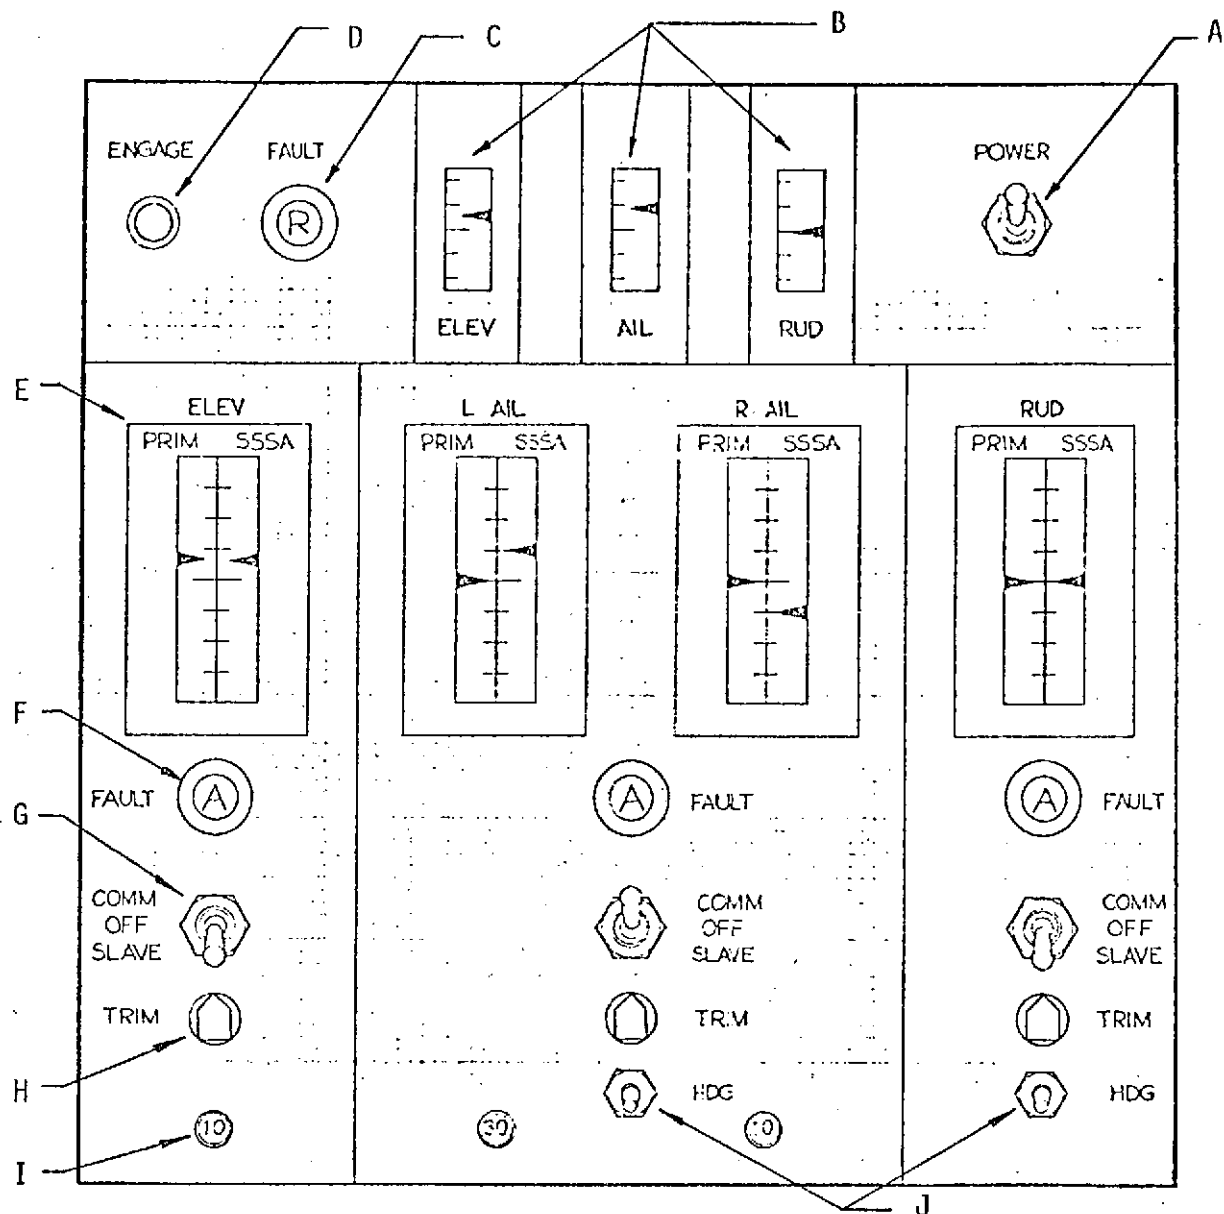 D C B A
ENGAGE FAULT POWER
R
ELEV AIL RUD
E
ELEV L AIL R AIL RUD
PRIM SSSA PRIM SSSA PRIM SSSA PRIM SSSA
F
A A A
FAULT FAULT FAULT
G
COMM COMM COMM
OFF OFF OFF
SLAVE SLAVE SLAVE
TRIM TRIM TRIM
H
HDG HDG
10 30
I
J